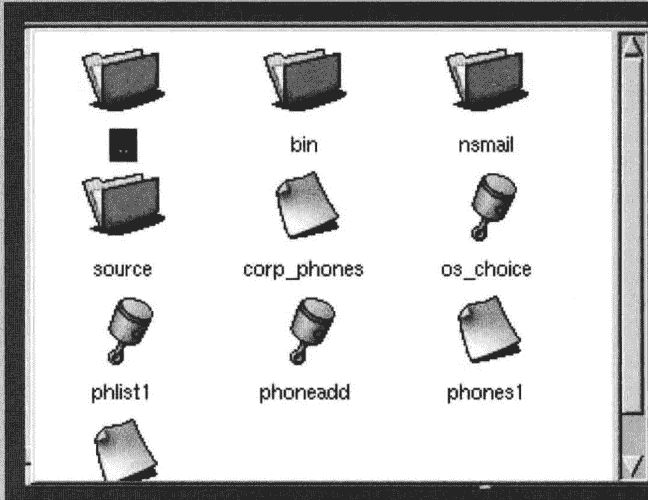 ..
bin
nsmail
source
corp_phones
os_choice
phlist1
phoneadd
phones1